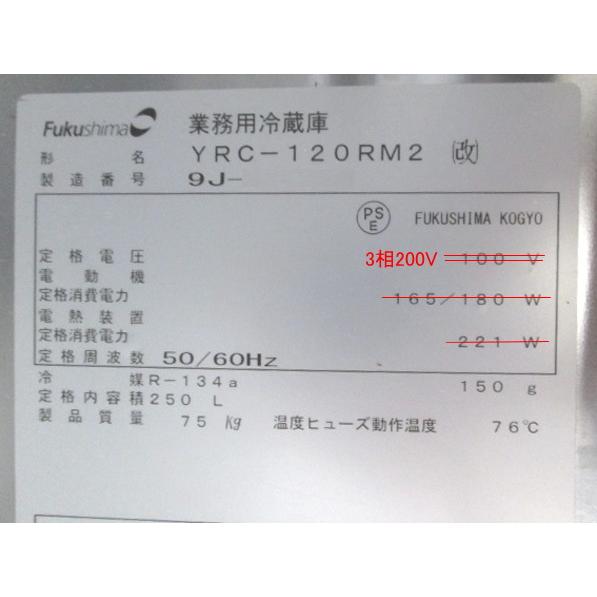 Fukushima 業務用冷蔵庫
形名 YRC-120RM2 (改)
製造番号 9J-
PSE FUKUSHIMA KOGYO
定格電圧 3相200V 100 V
電動機
定格消費電力 165/180 W
電熱装置
定格消費電力 221 W
定格周波数 50/60Hz
冷媒 R-134a 150 g
定格内容積 250 L
製品質量 75 Kg 温度ヒューズ動作温度 76℃